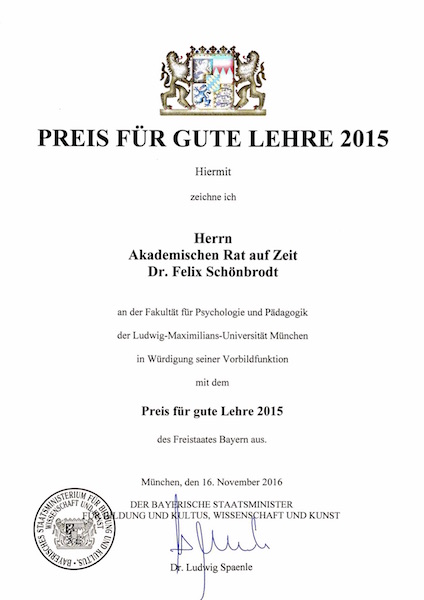 PREIS FÜR GUTE LEHRE 2015
Hiermit
zeichne ich
Herrn
Akademischen Rat auf Zeit
Dr. Felix Schönbrodt
an der Fakultät für Psychologie und Pädagogik
der Ludwig-Maximilians-Universität München
in Würdigung seiner Vorbildfunktion
mit dem
Preis für gute Lehre 2015
des Freistaates Bayern aus.
München, den 16. November 2016
DER BAYERISCHE STAATSMINISTER
FÜR BILDUNG UND KULTUS, WISSENSCHAFT UND KUNST
Dr. Ludwig Spaenle
BAYERISCHES STAATSMINISTERIUM FÜR BILDUNG UND KULTUS,
WISSENSCHAFT UND KUNST